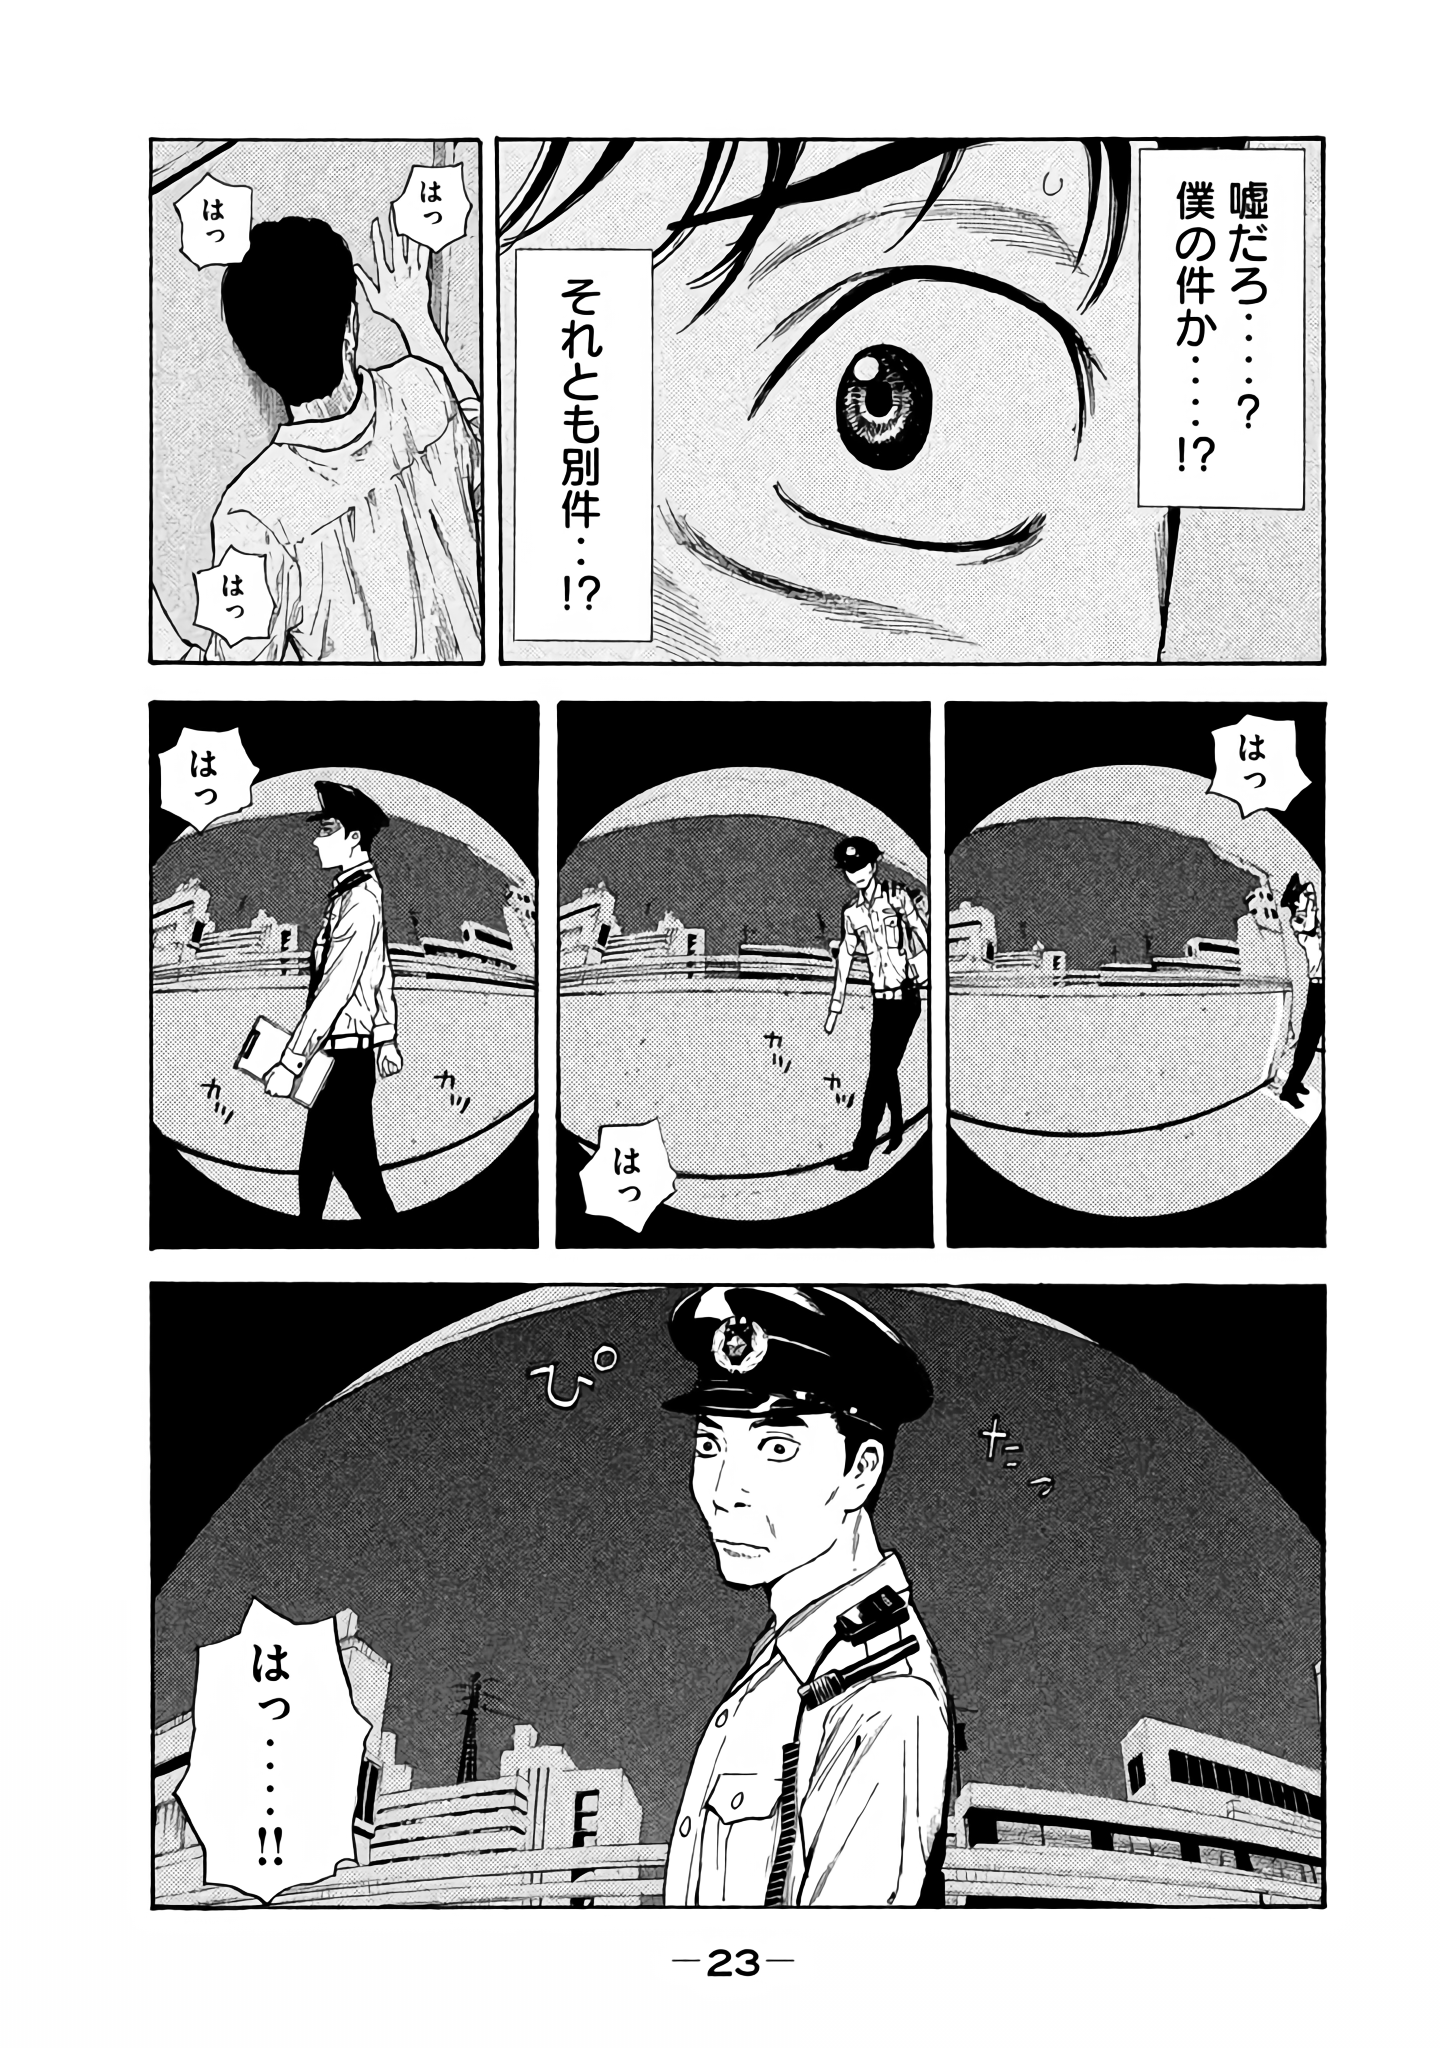 嘘だろ・・・・?
僕の件か・・・・!?
それとも別件・・・!?
はっ
はっ
はっ
はっ
カッ
カッ
はっ
はっ
カッ
カッ
ぴ
たっ
はっ・・・・!!
—23—